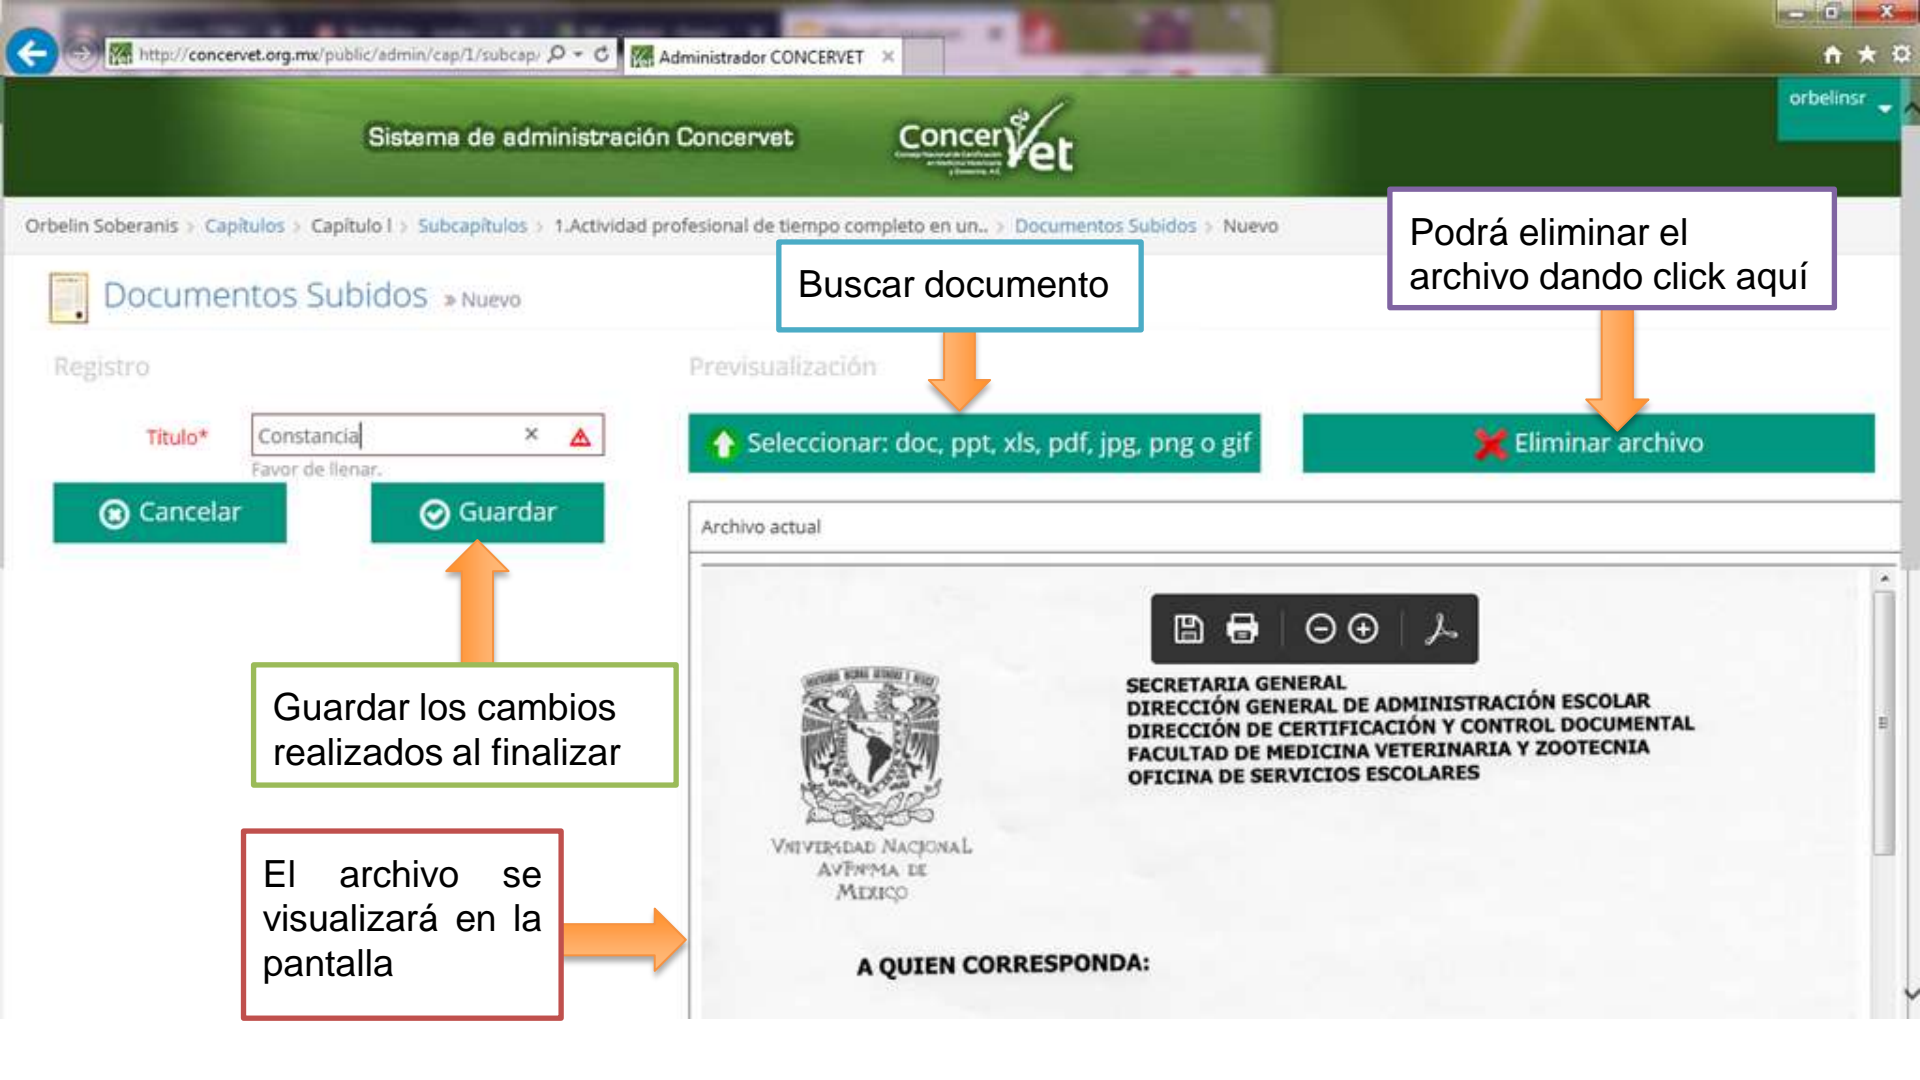 http://concervet.org.mx/public/admin/cap/1/subcap/
Administrador CONCERVET
orbelinsr
Sistema de administración Concervet
ConcerVet
Orbelin Soberanis > Capítulos > Capítulo I > Subcapítulos > 1.Actividad profesional de tiempo completo en un.. > Documentos Subidos > Nuevo
Podrá eliminar el
archivo dando click aquí
Buscar documento
Documentos Subidos » Nuevo
Registro
Previsualización
Título*
Constancia
Favor de llenar.
Seleccionar: doc, ppt, xls, pdf, jpg, png o gif
Eliminar archivo
Cancelar
Guardar
Archivo actual
Guardar los cambios
realizados al finalizar
SECRETARIA GENERAL
DIRECCIÓN GENERAL DE ADMINISTRACIÓN ESCOLAR
DIRECCIÓN DE CERTIFICACIÓN Y CONTROL DOCUMENTAL
FACULTAD DE MEDICINA VETERINARIA Y ZOOTECNIA
OFICINA DE SERVICIOS ESCOLARES
VNIVERSDAD NACIONAL
AVTNMA DE
MEXICO
El archivo se
visualizará en la
pantalla
A QUIEN CORRESPONDA: